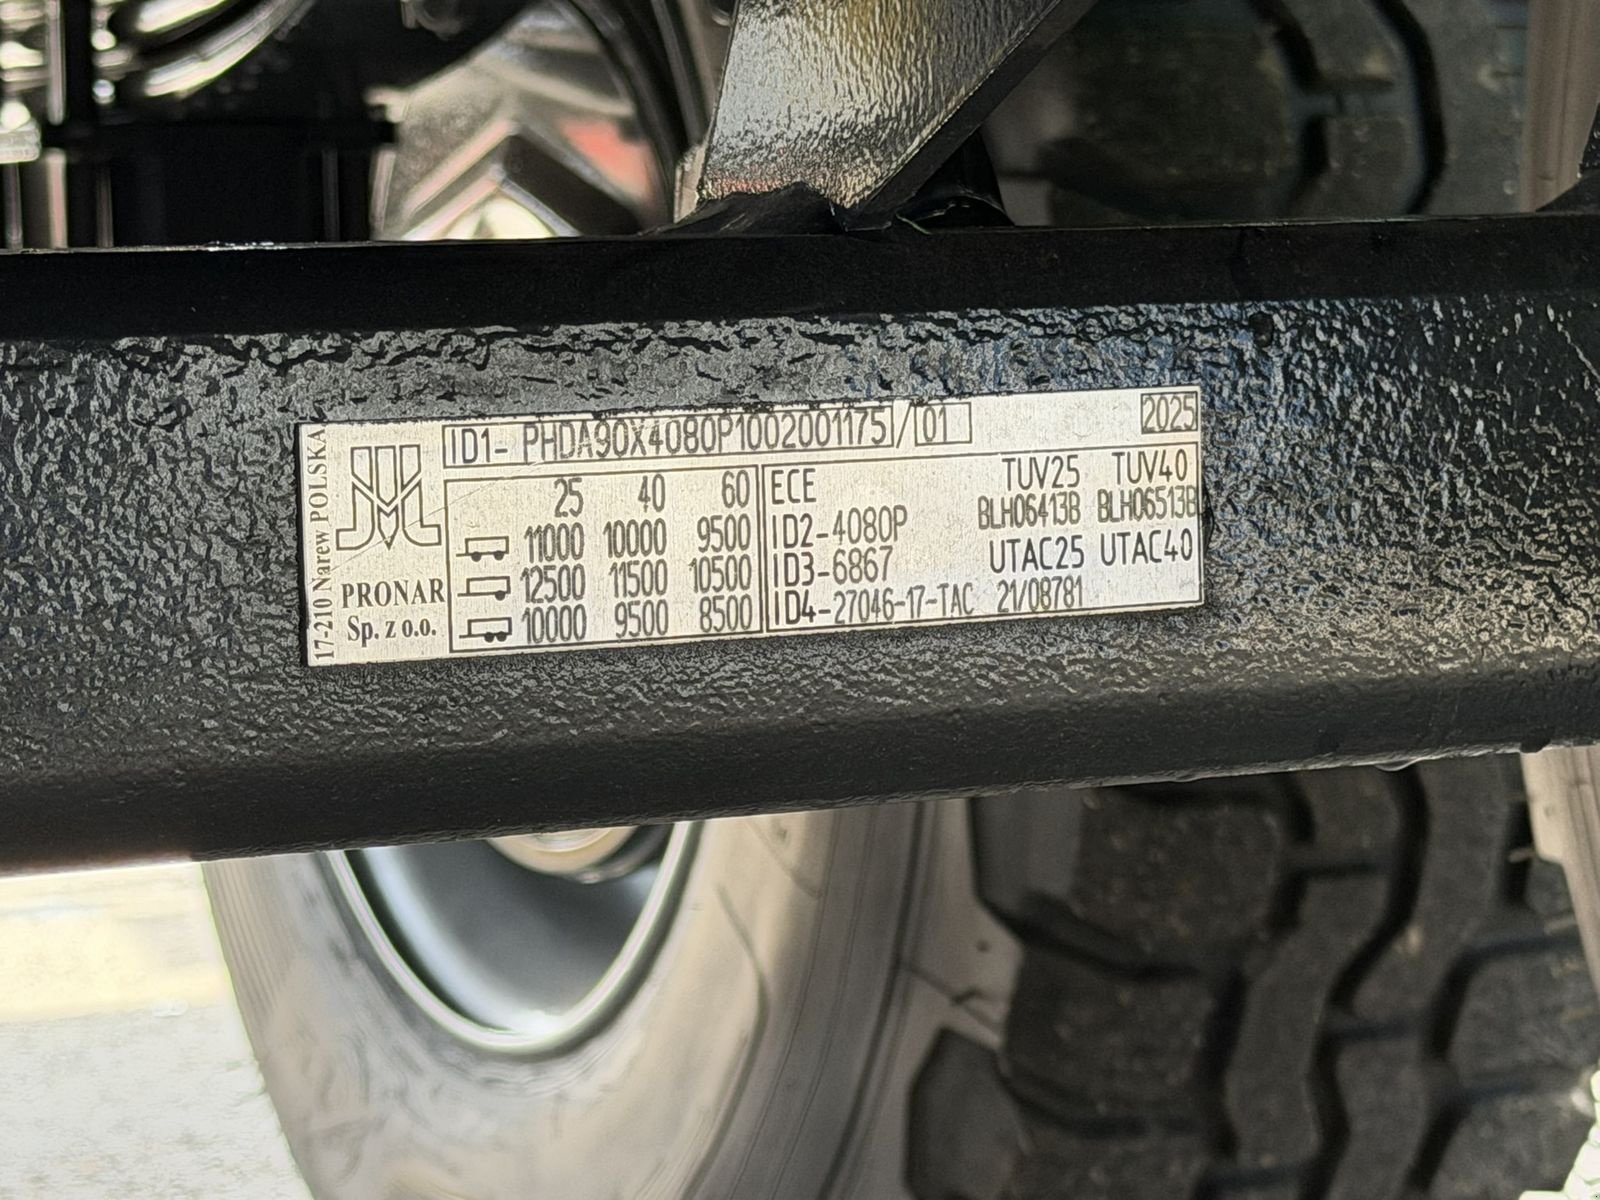 17-210 Narew POLSKA
PRONAR
Sp. z o.o.
ID1- PHDA90X4080P1002001175/01 2025
25 40 60
11000 10000 9500
12500 11500 10500
10000 9500 8500
ECE TUV25 TUV40
ID2-4080P BLH06413B BLH06513B
ID3-6867 UTAC25 UTAC40
ID4-27046-17-TAC 21/08781